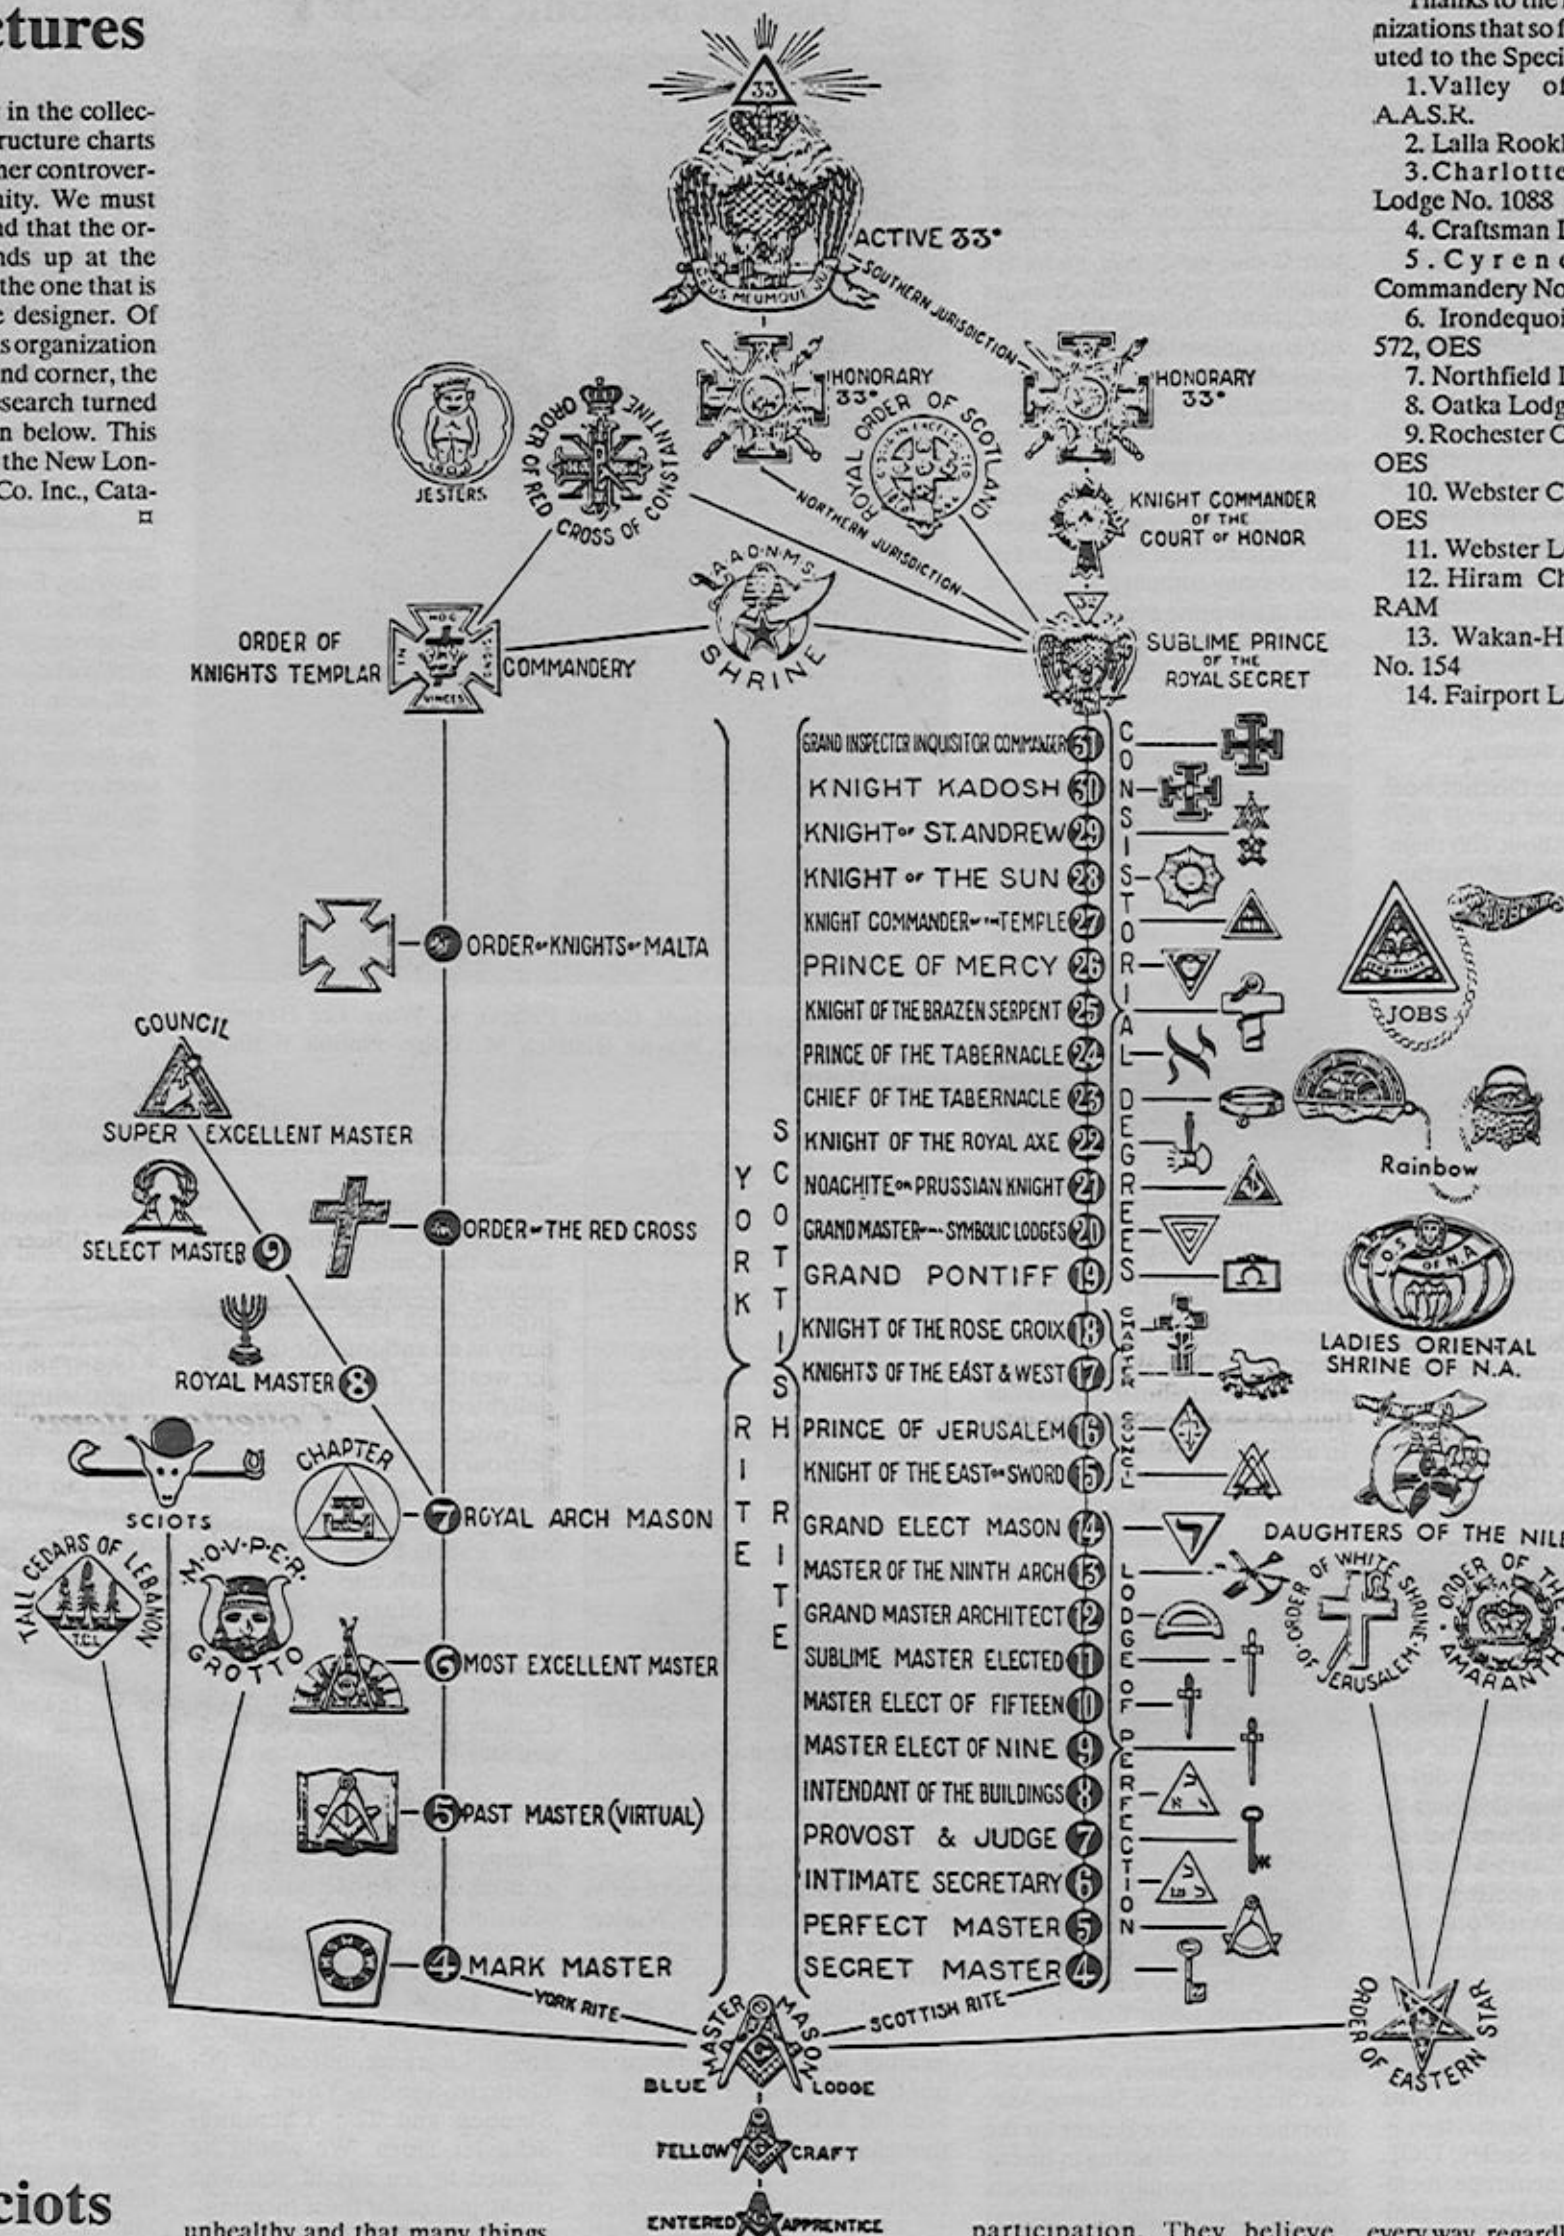 ctures
in the collec-
ructure charts
her controver-
nity. We must
nd that the or-
nds up at the
the one that is
e designer. Of
s organization
nd corner, the
search turned
n below. This
the New Lon-
Co. Inc., Cata-
¤
Thanks to the
nizations that so f
uted to the Speci
1.Valley of
A.A.S.R.
2. Lalla Rookh
3.Charlotte
Lodge No. 1088
4. Craftsman L
5.Cyrene
Commandery No
6. Irondequoi
572, OES
7. Northfield L
8. Oatka Lodg
9. Rochester C
OES
10. Webster C
OES
11. Webster L
12. Hiram Ch
RAM
13. Wakan-H
No. 154
14. Fairport L
33
ACTIVE 33°
DEUS MEUMQUE JUS
SOUTHERN JURISDICTION
HONORARY
33°
HONORARY
33°
JESTERS
ORDER OF RED CROSS OF CONSTANTINE
ROYAL ORDER OF SCOTLAND
NORTHERN JURISDICTION
KNIGHT COMMANDER
OF THE
COURT OF HONOR
A·A·O·N·M·S·
SHRINE
ORDER OF
KNIGHTS TEMPLAR
IN HOC SIGNO VINCES
COMMANDERY
32
SUBLIME PRINCE
OF THE
ROYAL SECRET
YORK RITE
SCOTTISH RITE
GRAND INSPECTOR INQUISITOR COMMANDER 31
KNIGHT KADOSH 30
KNIGHT OF ST. ANDREW 29
KNIGHT OF THE SUN 28
KNIGHT COMMANDER OF THE TEMPLE 27
PRINCE OF MERCY 26
KNIGHT OF THE BRAZEN SERPENT 25
PRINCE OF THE TABERNACLE 24
CHIEF OF THE TABERNACLE 23
KNIGHT OF THE ROYAL AXE 22
NOACHITE OR PRUSSIAN KNIGHT 21
GRAND MASTER SYMBOLIC LODGES 20
GRAND PONTIFF 19
CONSISTORIAL DEGREES
KNIGHT OF THE ROSE CROIX 18
KNIGHTS OF THE EAST & WEST 17
CHAPTER
PRINCE OF JERUSALEM 16
KNIGHT OF THE EAST OR SWORD 15
COUNCIL
GRAND ELECT MASON 14
MASTER OF THE NINTH ARCH 13
GRAND MASTER ARCHITECT 12
SUBLIME MASTER ELECTED 11
MASTER ELECT OF FIFTEEN 10
MASTER ELECT OF NINE 9
INTENDANT OF THE BUILDINGS 8
PROVOST & JUDGE 7
INTIMATE SECRETARY 6
PERFECT MASTER 5
SECRET MASTER 4
LODGE OF PERFECTION
ORDER OF KNIGHTS OF MALTA
COUNCIL
SUPER EXCELLENT MASTER
ORDER OF THE RED CROSS
SELECT MASTER 9
ROYAL MASTER 8
SCIOTS
CHAPTER
7 ROYAL ARCH MASON
TALL CEDARS OF LEBANON
T.C.L.
·M·O·V·P·E·R·
GROTTO
6 MOST EXCELLENT MASTER
5 PAST MASTER (VIRTUAL)
4 MARK MASTER
JOBS
Rainbow
L.O.S. OF N.A.
LADIES ORIENTAL
SHRINE OF N.A.
DAUGHTERS OF THE NILE
ORDER·OF WHITE SHRINE·OF·JERUSALEM
·ORDER OF THE AMARANTH·
ORDER OF EASTERN STAR
YORK RITE
SCOTTISH RITE
MASTER MASON
BLUE LODGE
FELLOW CRAFT
ENTERED APPRENTICE
ciots
unhealthy and that many things
participation. They believe
every way regard